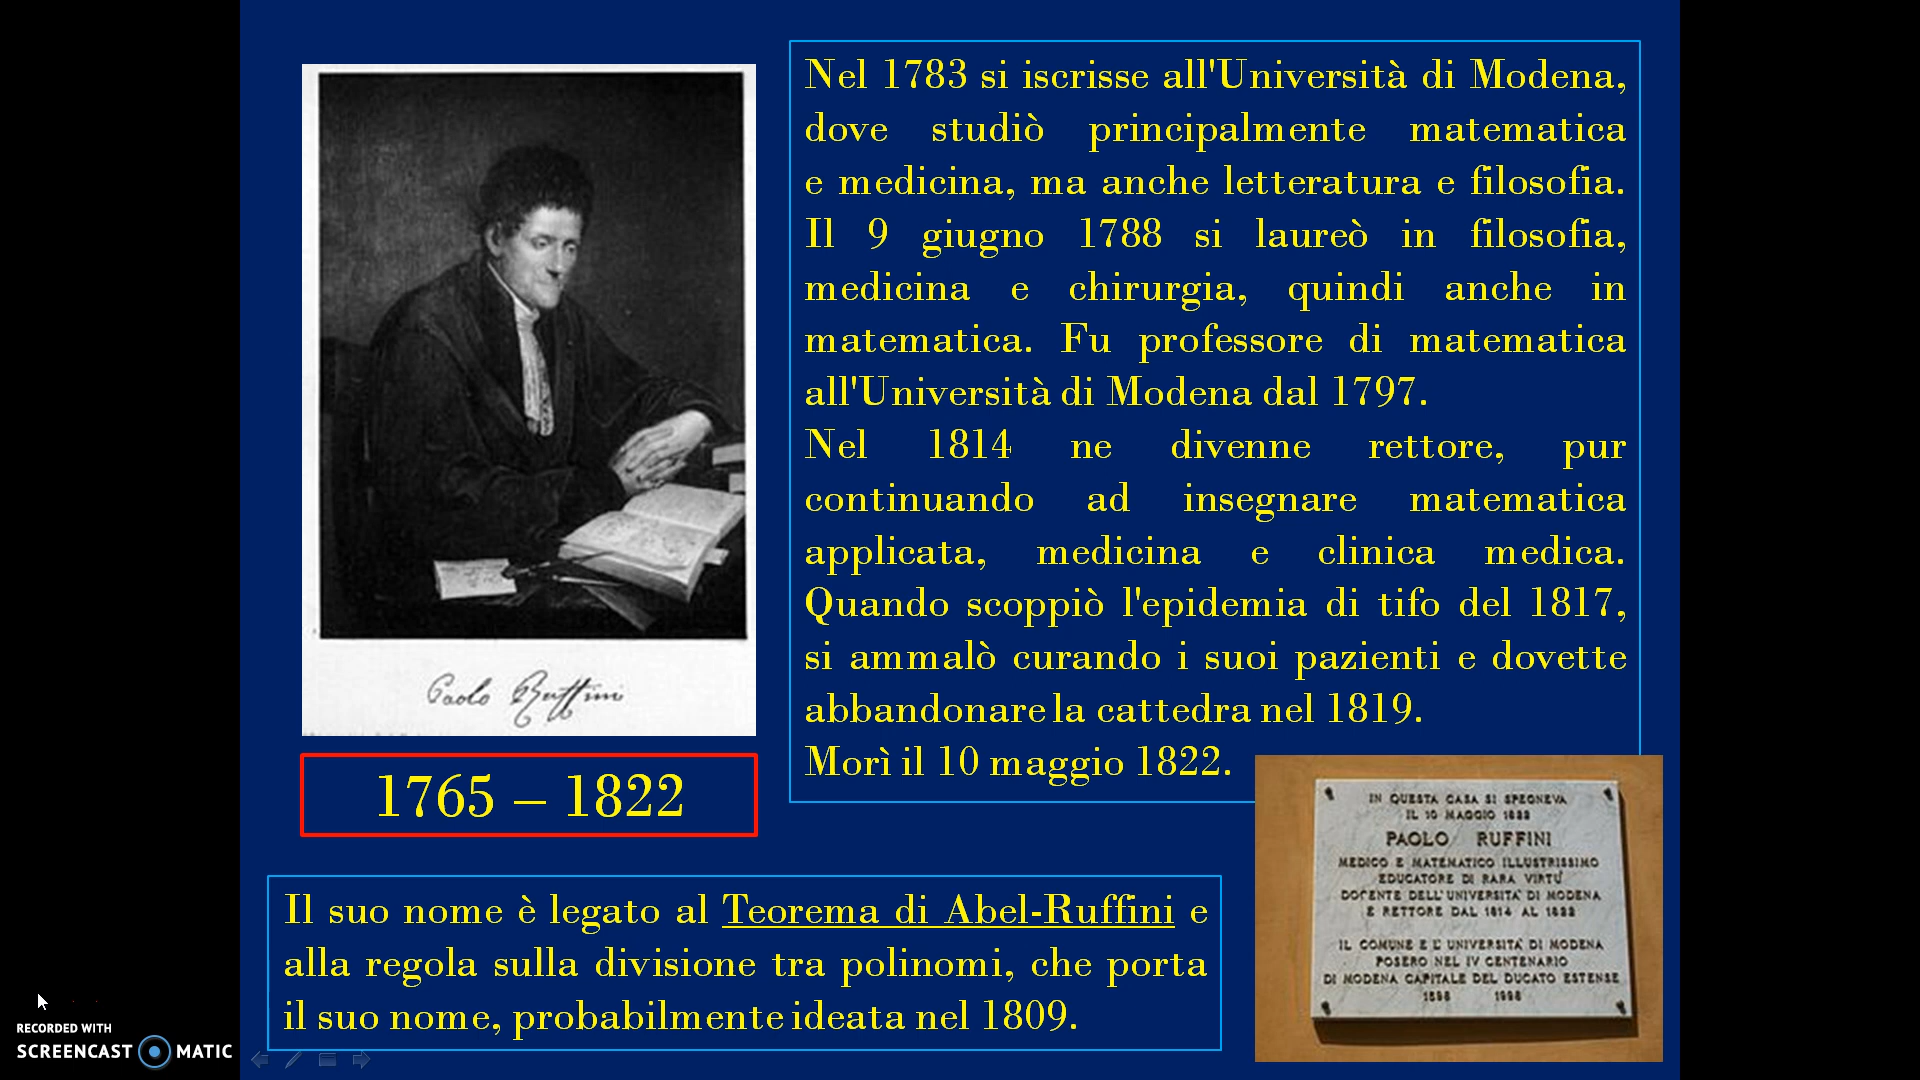 Nel 1783 si iscrisse all'Università di Modena,
dove studiò principalmente matematica
e medicina, ma anche letteratura e filosofia.
Il 9 giugno 1788 si laureò in filosofia,
medicina e chirurgia, quindi anche in
matematica. Fu professore di matematica
all'Università di Modena dal 1797.
Nel 1814 ne divenne rettore, pur
continuando ad insegnare matematica
applicata, medicina e clinica medica.
Quando scoppiò l'epidemia di tifo del 1817,
si ammalò curando i suoi pazienti e dovette
abbandonare la cattedra nel 1819.
Morì il 10 maggio 1822.
Paolo Ruffini
1765 – 1822
Il suo nome è legato al Teorema di Abel-Ruffini e
alla regola sulla divisione tra polinomi, che porta
il suo nome, probabilmente ideata nel 1809.
IN QUESTA CASA SI SPEGNEVA
IL 10 MAGGIO 1822
PAOLO RUFFINI
MEDICO E MATEMATICO ILLUSTRISSIMO
EDUCATORE DI RARA VIRTU'
DOCENTE DELL'UNIVERSITA' DI MODENA
E RETTORE DAL 1814 AL 1822
IL COMUNE E L'UNIVERSITA' DI MODENA
POSERO NEL IV CENTENARIO
DI MODENA CAPITALE DEL DUCATO ESTENSE
1598 1998
RECORDED WITH
SCREENCAST MATIC